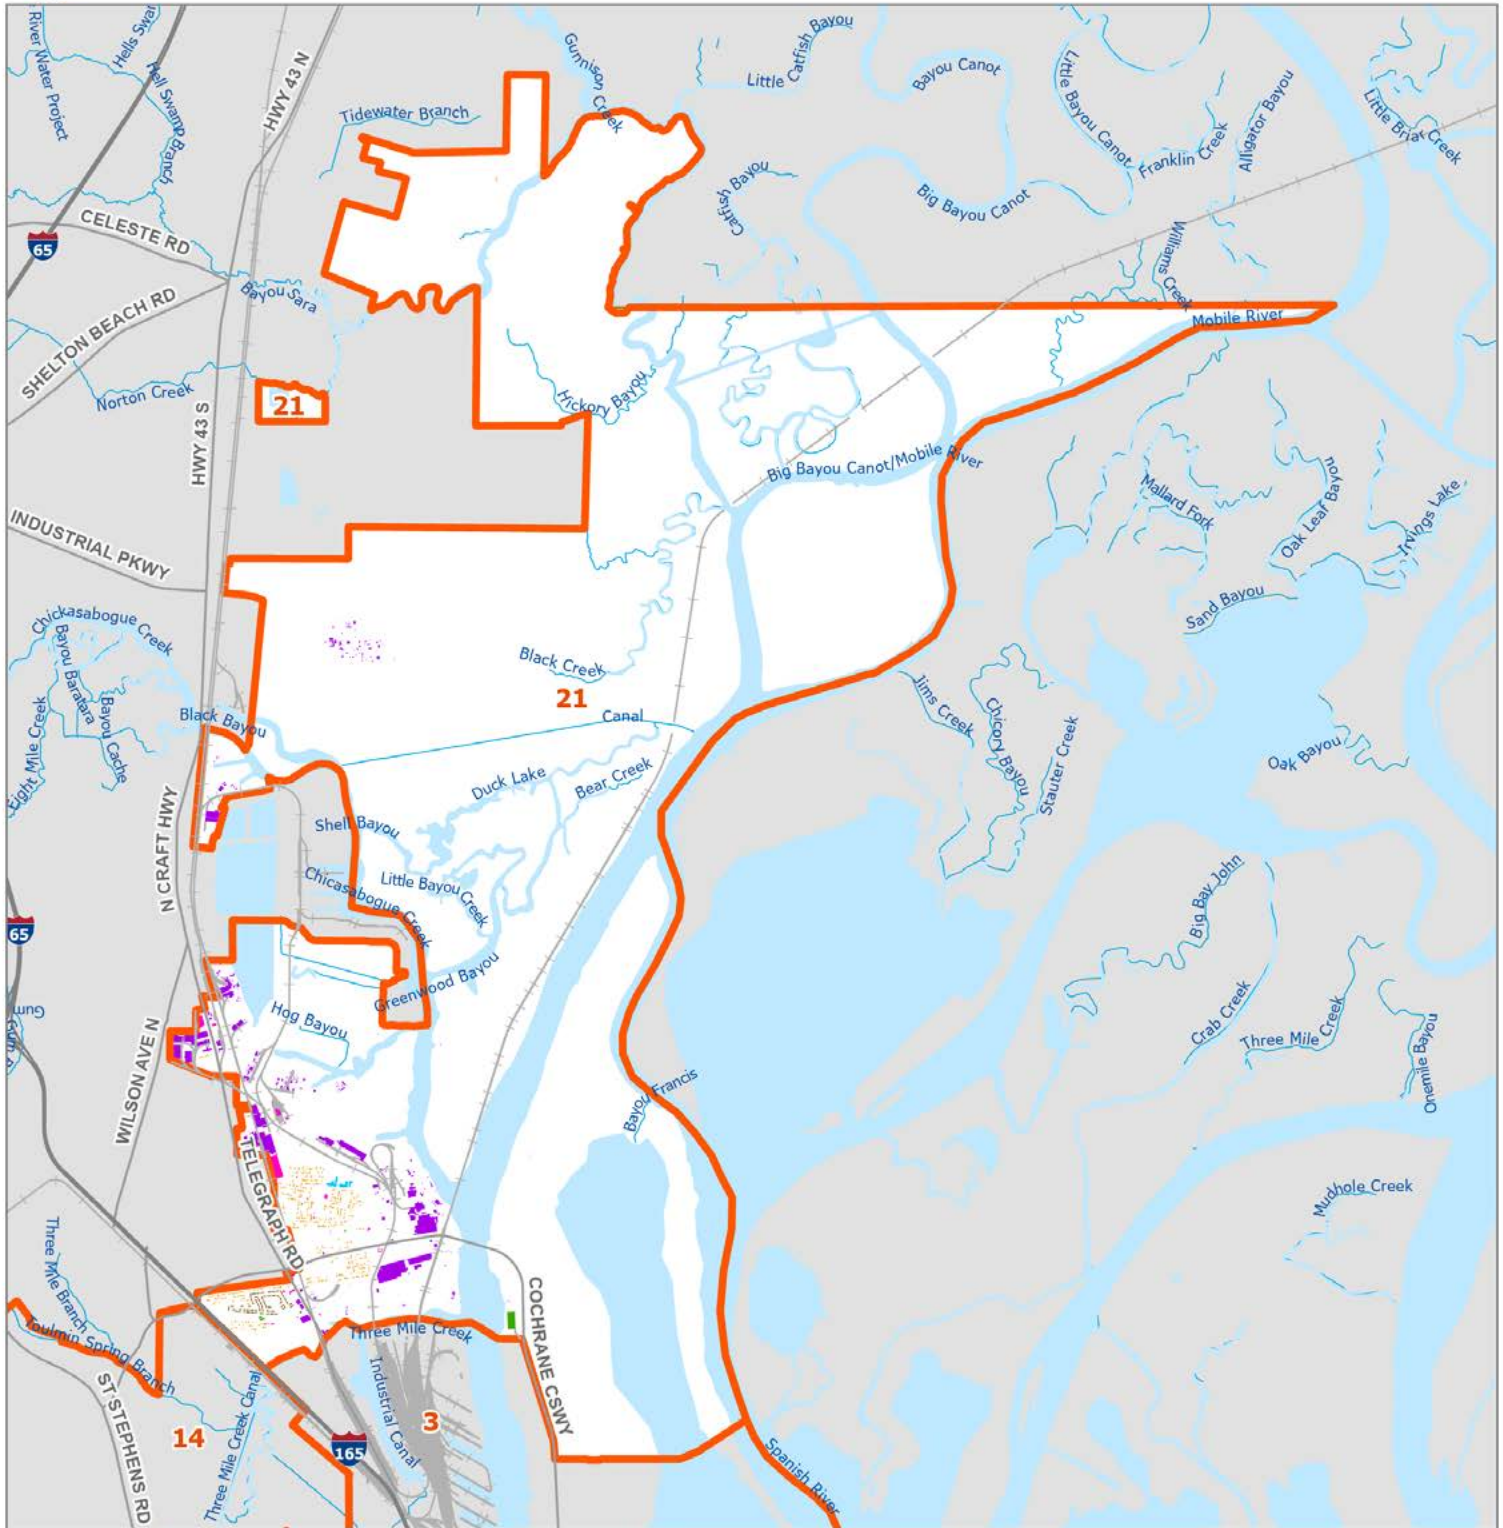 River Water Project
Hells Swa
Hell Swamp Branch
HWY 43 N
Tidewater Branch
Gunnison Creek
Little Catfish Bayou
Bayou Canot
Little Bayou Canot
Franklin Creek
Alligator Bayou
Little Briar Creek
CELESTE RD
65
Catfish Bayou
Big Bayou Canot
Williams Creek
Bayou Sara
SHELTON BEACH RD
Mobile River
Norton Creek
21
HWY 43 S
Hickory Bayou
Big Bayou Canot/Mobile River
Mallard Fork
Oak Leaf Bayou
Irvings Lake
INDUSTRIAL PKWY
Sand Bayou
Chickasabogue Creek
Bayou Baratara
Bayou Cache
Eight Mile Creek
Black Creek
21
Jims Creek
Chicory Bayou
Stauter Creek
Black Bayou
Canal
Oak Bayou
Duck Lake
Bear Creek
N CRAFT HWY
Shell Bayou
Little Bayou Creek
Chicasabogue Creek
Big Bay John
65
Greenwood Bayou
Hog Bayou
Gum
Crab Creek
Three Mile Creek
Onemile Bayou
WILSON AVE N
Bayou Francis
TELEGRAPH RD
Mudhole Creek
Three Mile Branch
Toulmin Spring Branch
COCHRANE CSWY
Three Mile Creek
ST STEPHENS RD
Three Mile Creek Canal
Industrial Canal
14
165
3
Spanish River